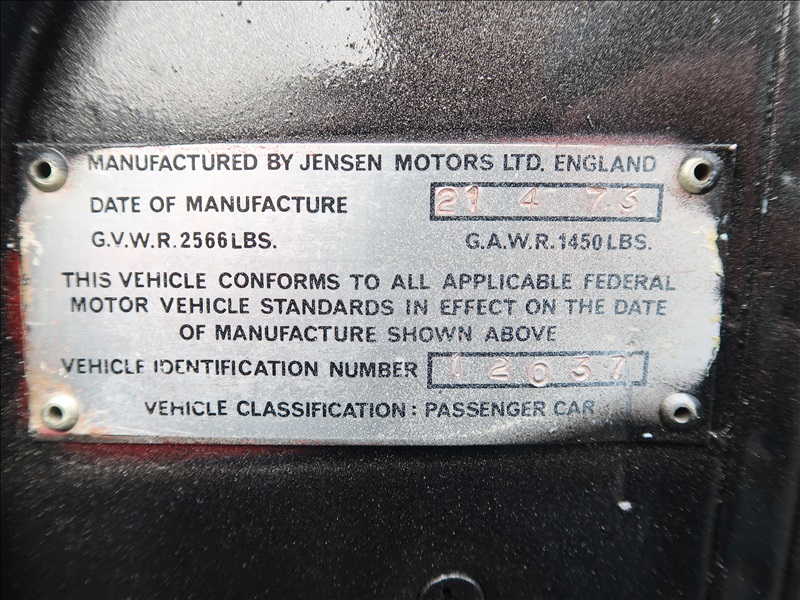 MANUFACTURED BY JENSEN MOTORS LTD. ENGLAND
DATE OF MANUFACTURE 21 4 73
G.V.W.R. 2566 LBS. G.A.W.R. 1450 LBS.
THIS VEHICLE CONFORMS TO ALL APPLICABLE FEDERAL
MOTOR VEHICLE STANDARDS IN EFFECT ON THE DATE
OF MANUFACTURE SHOWN ABOVE
VEHICLE IDENTIFICATION NUMBER 12037
VEHICLE CLASSIFICATION: PASSENGER CAR